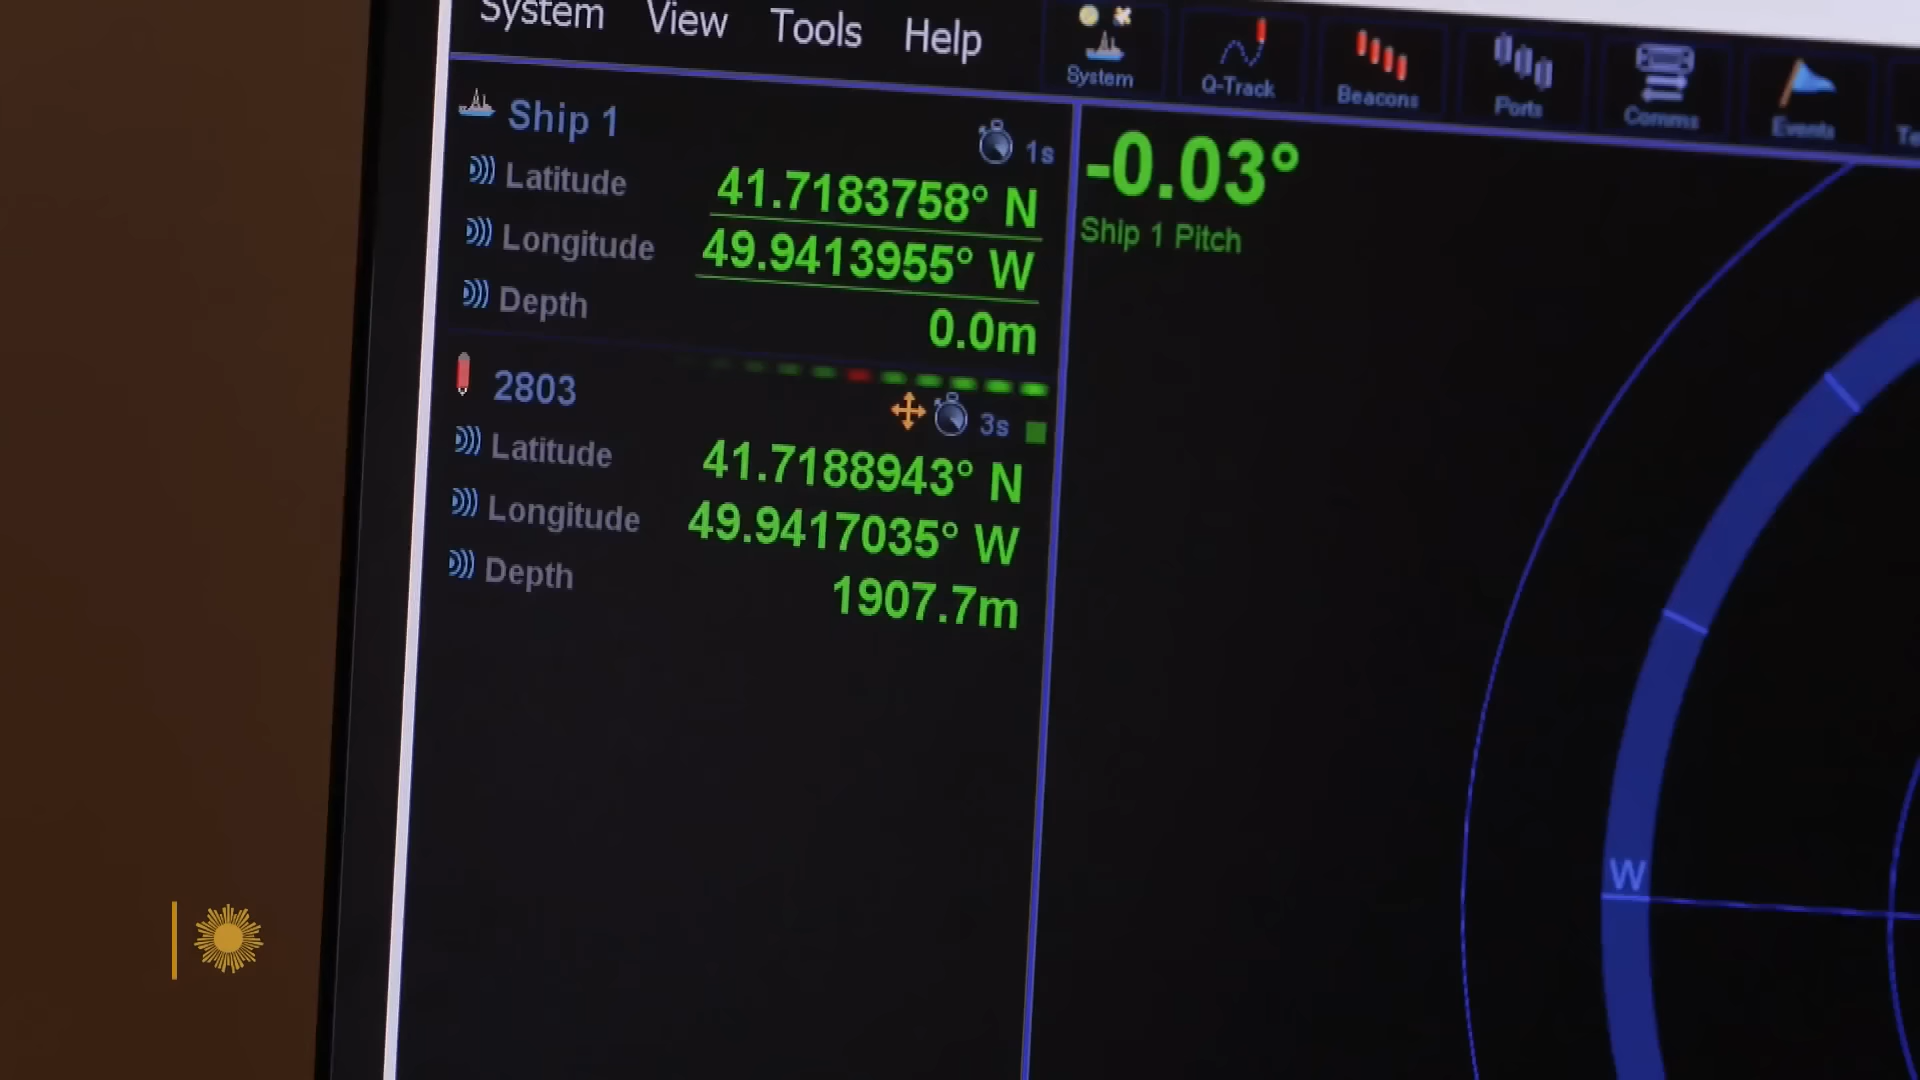 System View Tools Help
System Q-Track Beacons Ports Comms Events
Ship 1
1s
Latitude 41.7183758° N
Longitude 49.9413955° W
Depth 0.0m
2803
3s
Latitude 41.7188943° N
Longitude 49.9417035° W
Depth 1907.7m
-0.03°
Ship 1 Pitch
W